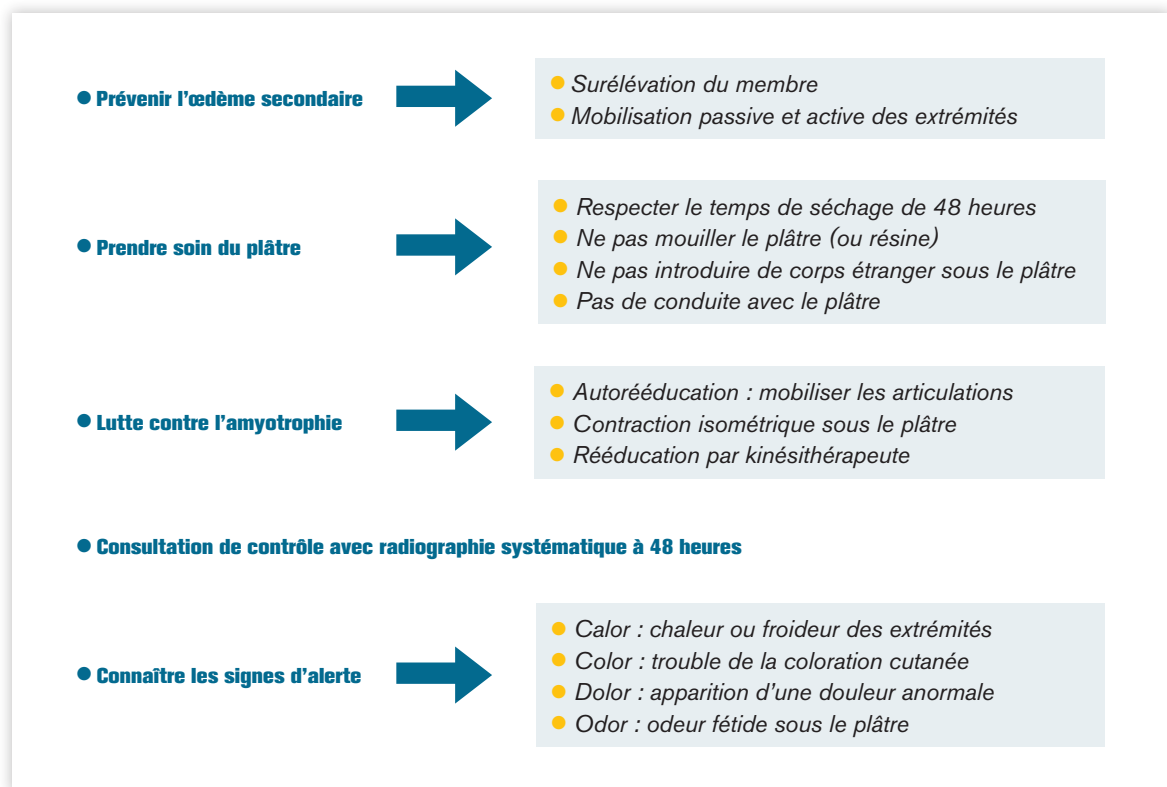 ● Prévenir l'œdème secondaire
● Surélévation du membre
● Mobilisation passive et active des extrémités
● Prendre soin du plâtre
● Respecter le temps de séchage de 48 heures
● Ne pas mouiller le plâtre (ou résine)
● Ne pas introduire de corps étranger sous le plâtre
● Pas de conduite avec le plâtre
● Lutte contre l'amyotrophie
● Autorééducation : mobiliser les articulations
● Contraction isométrique sous le plâtre
● Rééducation par kinésithérapeute
● Consultation de contrôle avec radiographie systématique à 48 heures
● Connaître les signes d'alerte
● Calor : chaleur ou froideur des extrémités
● Color : trouble de la coloration cutanée
● Dolor : apparition d'une douleur anormale
● Odor : odeur fétide sous le plâtre